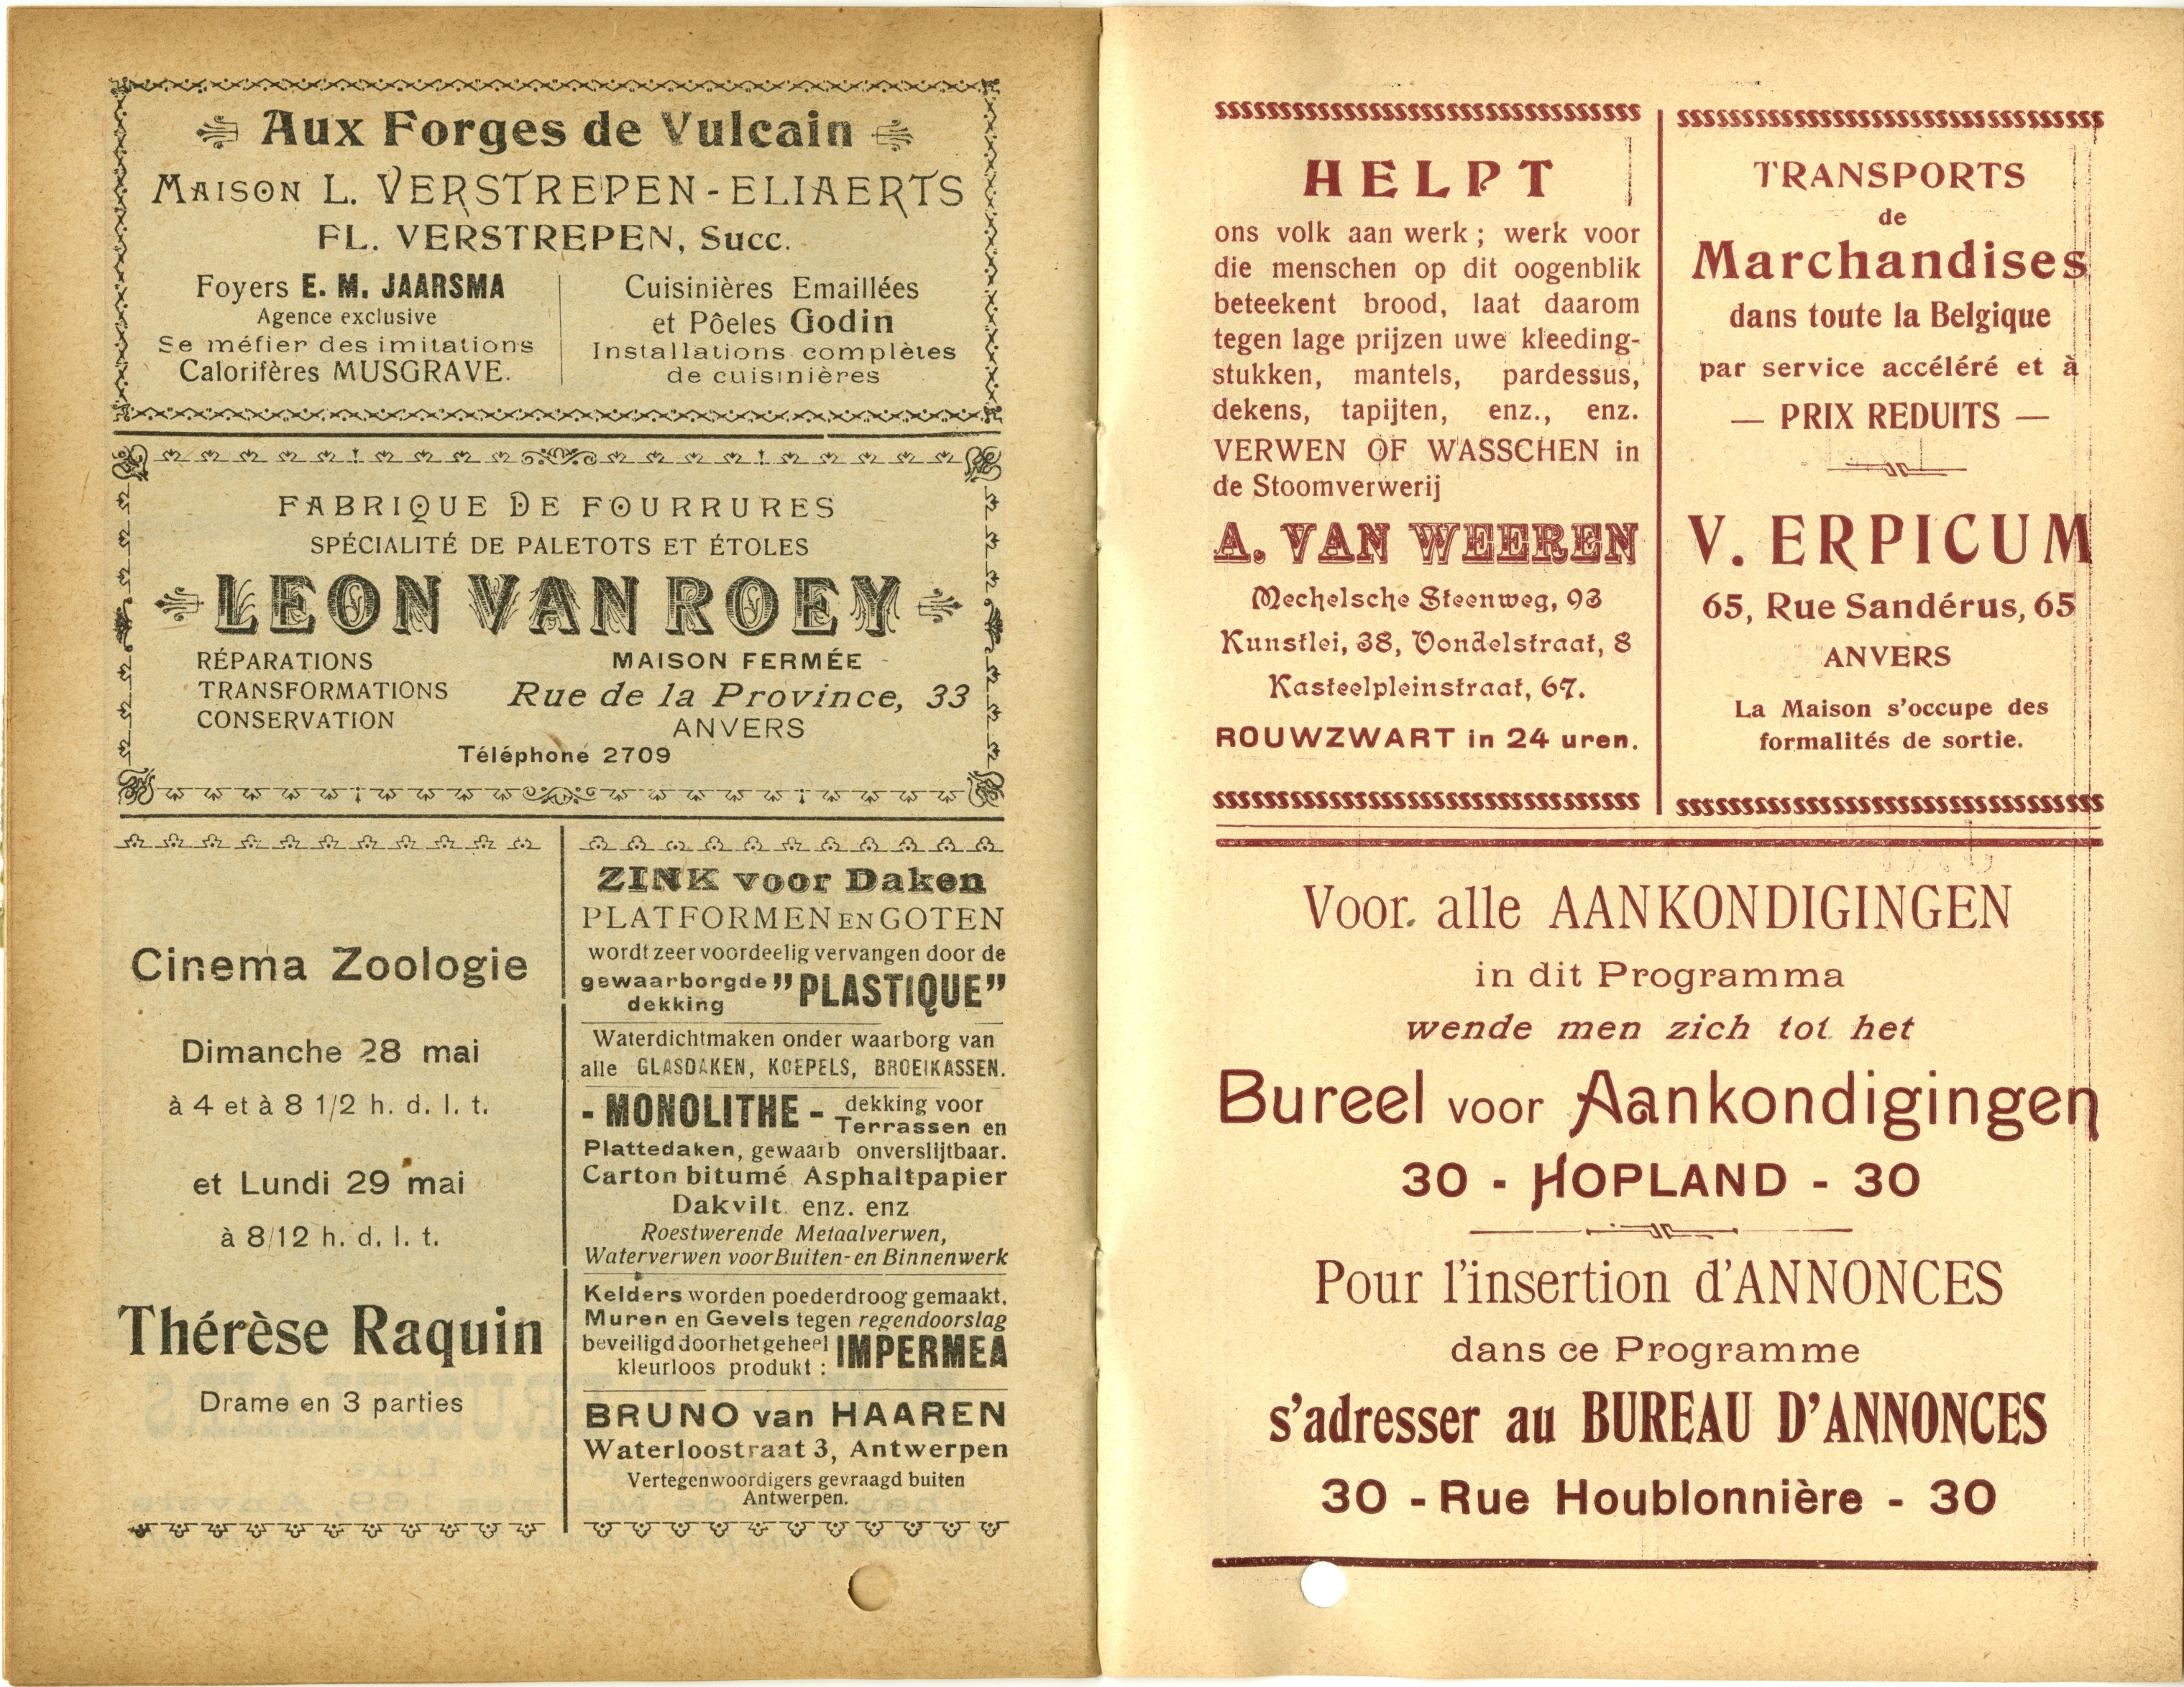 Aux Forges de Vulcain
MAISON L. VERSTREPEN-ELIAERTS
FL. VERSTREPEN, Succ.
Foyers E. M. JAARSMA
Agence exclusive
Se méfier des imitations
Calorifères MUSGRAVE.
Cuisinières Emaillées
et Pôeles Godin
Installations complètes
de cuisinières
FABRIQUE DE FOURRURES
SPÉCIALITÉ DE PALETOTS ET ÉTOLES
LEON VAN ROEY
RÉPARATIONS
TRANSFORMATIONS
CONSERVATION
MAISON FERMÉE
Rue de la Province, 33
ANVERS
Téléphone 2709
Cinema Zoologie
Dimanche 28 mai
à 4 et à 8 1/2 h. d. l. t.
et Lundi 29 mai
à 8/12 h. d. l. t.
Thérèse Raquin
Drame en 3 parties
ZINK voor Daken
PLATFORMEN EN GOTEN
wordt zeer voordeelig vervangen door de
gewaarborgde dekking "PLASTIQUE"
Waterdichtmaken onder waarborg van
alle GLASDAKEN, KOEPELS, BROEIKASSEN.
- MONOLITHE - dekking voor
Terrassen en
Plattedaken, gewaarb onverslijtbaar.
Carton bitumé Asphaltpapier
Dakvilt enz. enz
Roestwerende Metaalverwen,
Waterverwen voor Buiten- en Binnenwerk
Kelders worden poederdroog gemaakt,
Muren en Gevels tegen regendoorslag
beveiligd door het geheel
kleurloos produkt : IMPERMEA
BRUNO van HAAREN
Waterloostraat 3, Antwerpen
Vertegenwoordigers gevraagd buiten
Antwerpen.
HELPT
ons volk aan werk ; werk voor
die menschen op dit oogenblik
beteekent brood, laat daarom
tegen lage prijzen uwe kleeding-
stukken, mantels, pardessus,
dekens, tapijten, enz., enz.
VERWEN OF WASSCHEN in
de Stoomverwerij
A. VAN WEEREN
Mechelsche Steenweg, 93
Kunstlei, 38, Vondelstraat, 8
Kasteelpleinstraat, 67.
ROUWZWART in 24 uren.
TRANSPORTS
de
Marchandises
dans toute la Belgique
par service accéléré et à
— PRIX REDUITS —
V. ERPICUM
65, Rue Sandérus, 65
ANVERS
La Maison s'occupe des
formalités de sortie.
Voor alle AANKONDIGINGEN
in dit Programma
wende men zich tot het
Bureel voor Aankondigingen
30 - HOPLAND - 30
Pour l'insertion d'ANNONCES
dans ce Programme
s'adresser au BUREAU D'ANNONCES
30 - Rue Houblonnière - 30